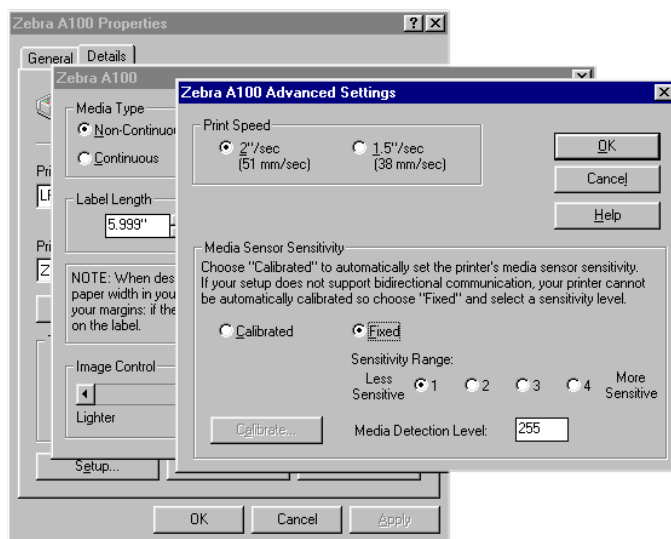 Zebra A100 Properties
General
Details
Zebra A100
Media Type
Non-Continuou
Continuous
Label Length
5.999"
NOTE: When des
paper width in you
your margins: if the
on the label.
Image Control
Lighter
Setup...
OK
Cancel
Apply
Zebra A100 Advanced Settings
Print Speed
2"/sec
(51 mm/sec)
1.5"/sec
(38 mm/sec)
OK
Cancel
Help
Media Sensor Sensitivity
Choose "Calibrated" to automatically set the printer's media sensor sensitivity.
If your setup does not support bidirectional communication, your printer cannot
be automatically calibrated so choose "Fixed" and select a sensitivity level.
Calibrated
Fixed
Sensitivity Range:
Less
Sensitive
1
2
3
4
More
Sensitive
Calibrate...
Media Detection Level:
255